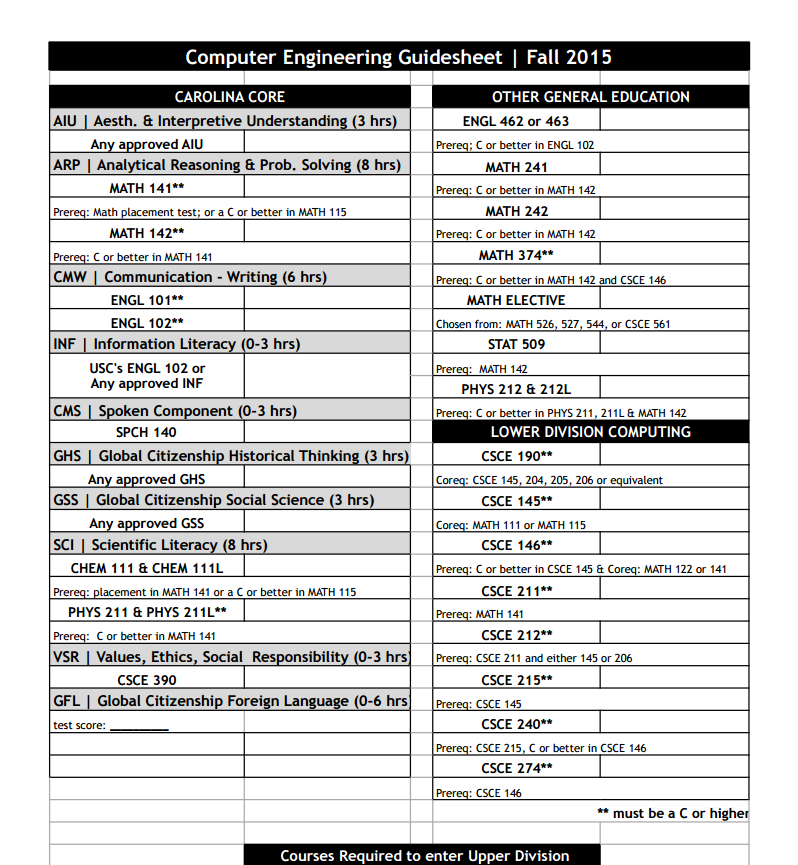 Computer Engineering Guidesheet | Fall 2015
CAROLINA CORE
AIU | Aesth. & Interpretive Understanding (3 hrs)
Any approved AIU
ARP | Analytical Reasoning & Prob. Solving (8 hrs)
MATH 141**
Prereq: Math placement test; or a C or better in MATH 115
MATH 142**
Prereq: C or better in MATH 141
CMW | Communication - Writing (6 hrs)
ENGL 101**
ENGL 102**
INF | Information Literacy (0-3 hrs)
USC's ENGL 102 or
Any approved INF
CMS | Spoken Component (0-3 hrs)
SPCH 140
GHS | Global Citizenship Historical Thinking (3 hrs)
Any approved GHS
GSS | Global Citizenship Social Science (3 hrs)
Any approved GSS
SCI | Scientific Literacy (8 hrs)
CHEM 111 & CHEM 111L
Prereq: placement in MATH 141 or a C or better in MATH 115
PHYS 211 & PHYS 211L**
Prereq:  C or better in MATH 141
VSR | Values, Ethics, Social  Responsibility (0-3 hrs)
CSCE 390
GFL | Global Citizenship Foreign Language (0-6 hrs
test score: __________
OTHER GENERAL EDUCATION
ENGL 462 or 463
Prereq; C or better in ENGL 102
MATH 241
Prereq: C or better in MATH 142
MATH 242
Prereq: C or better in MATH 142
MATH 374**
Prereq: C or better in MATH 142 and CSCE 146
MATH ELECTIVE
Chosen from: MATH 526, 527, 544, or CSCE 561
STAT 509
Prereq:  MATH 142
PHYS 212 & 212L
Prereq: C or better in PHYS 211, 211L & MATH 142
LOWER DIVISION COMPUTING
CSCE 190**
Coreq: CSCE 145, 204, 205, 206 or equivalent
CSCE 145**
Coreq: MATH 111 or MATH 115
CSCE 146**
Prereq: C or better in CSCE 145 & Coreq: MATH 122 or 141
CSCE 211**
Prereq: MATH 141
CSCE 212**
Prereq: CSCE 211 and either 145 or 206
CSCE 215**
Prereq: CSCE 145
CSCE 240**
Prereq: CSCE 215, C or better in CSCE 146
CSCE 274**
Prereq: CSCE 146
** must be a C or higher
Courses Required to enter Upper Division